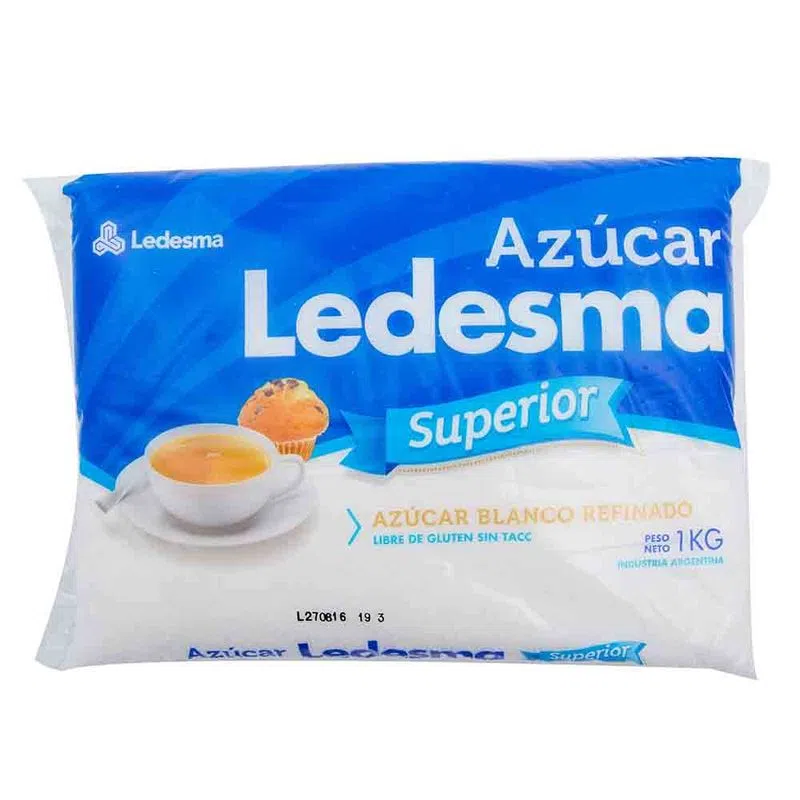 Ledesma
Azúcar
Ledesma
Superior
AZÚCAR BLANCO REFINADO
LIBRE DE GLUTEN SIN TACC
PESO NETO 1KG
INDUSTRIA ARGENTINA
L270816 19 3
Azúcar Ledesma Superior